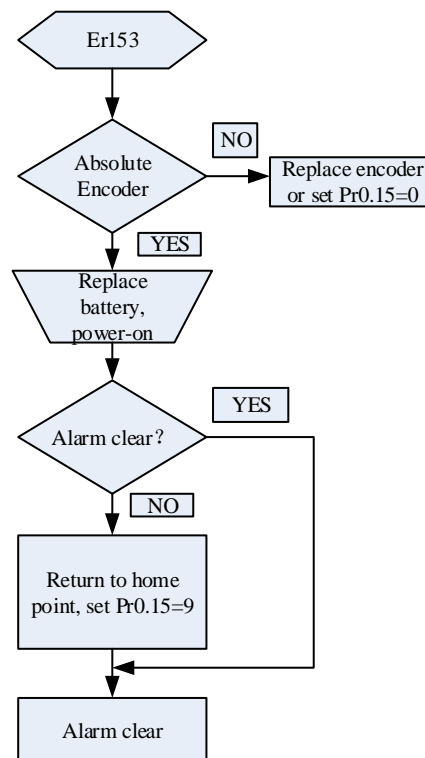 Er153
Absolute
Encoder
NO
Replace encoder
or set Pr0.15=0
YES
Replace
battery,
power-on
Alarm clear?
YES
NO
Return to home
point, set Pr0.15=9
Alarm clear